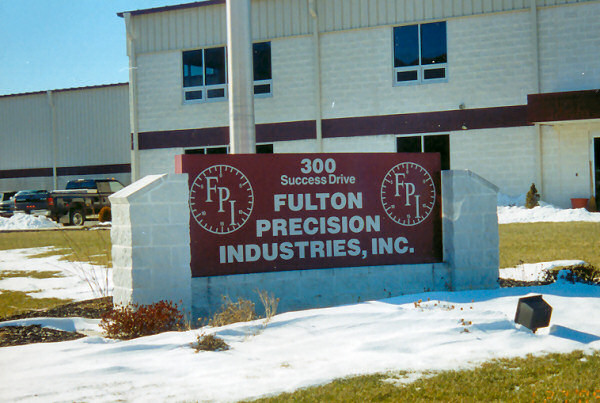 300
Success Drive
FPI
FPI
FULTON
PRECISION
INDUSTRIES, INC.